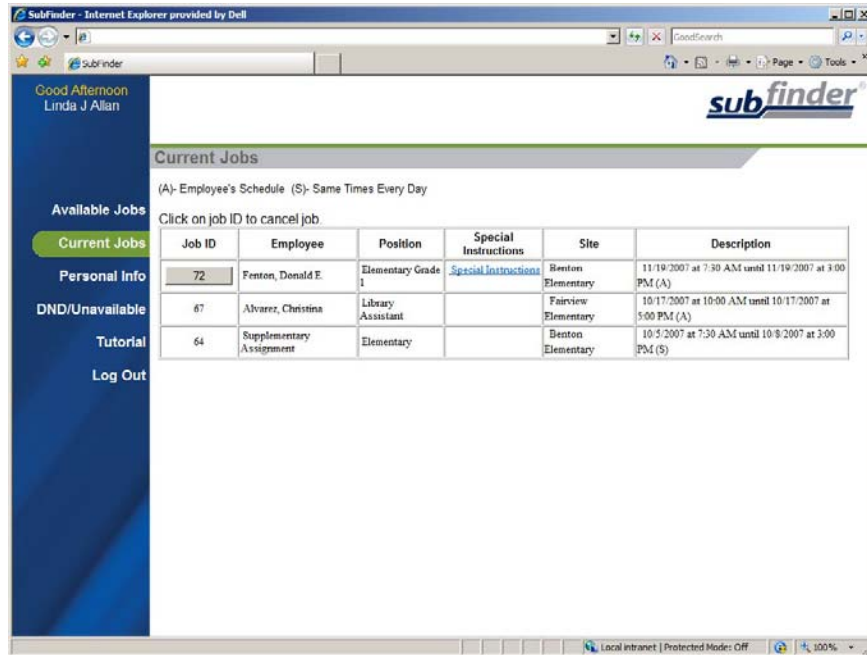 SubFinder - Internet Explorer provided by Dell
GoodSearch
SubFinder
Page
Tools
Good Afternoon
Linda J Allan
subfinder®
Current Jobs
(A)- Employee's Schedule (S)- Same Times Every Day
Click on job ID to cancel job.
Available Jobs
Current Jobs
Personal Info
DND/Unavailable
Tutorial
Log Out
Job ID
Employee
Position
Special
Instructions
Site
Description
72
Fenton, Donald E.
Elementary Grade
1
Special Instructions
Benton
Elementary
11/19/2007 at 7:30 AM until 11/19/2007 at 3:00
PM (A)
67
Alvarez, Christina
Library
Assistant
Fairview
Elementary
10/17/2007 at 10:00 AM until 10/17/2007 at
5:00 PM (A)
64
Supplementary
Assignment
Elementary
Benton
Elementary
10/5/2007 at 7:30 AM until 10/8/2007 at 3:00
PM (S)
Local intranet | Protected Mode: Off
100%